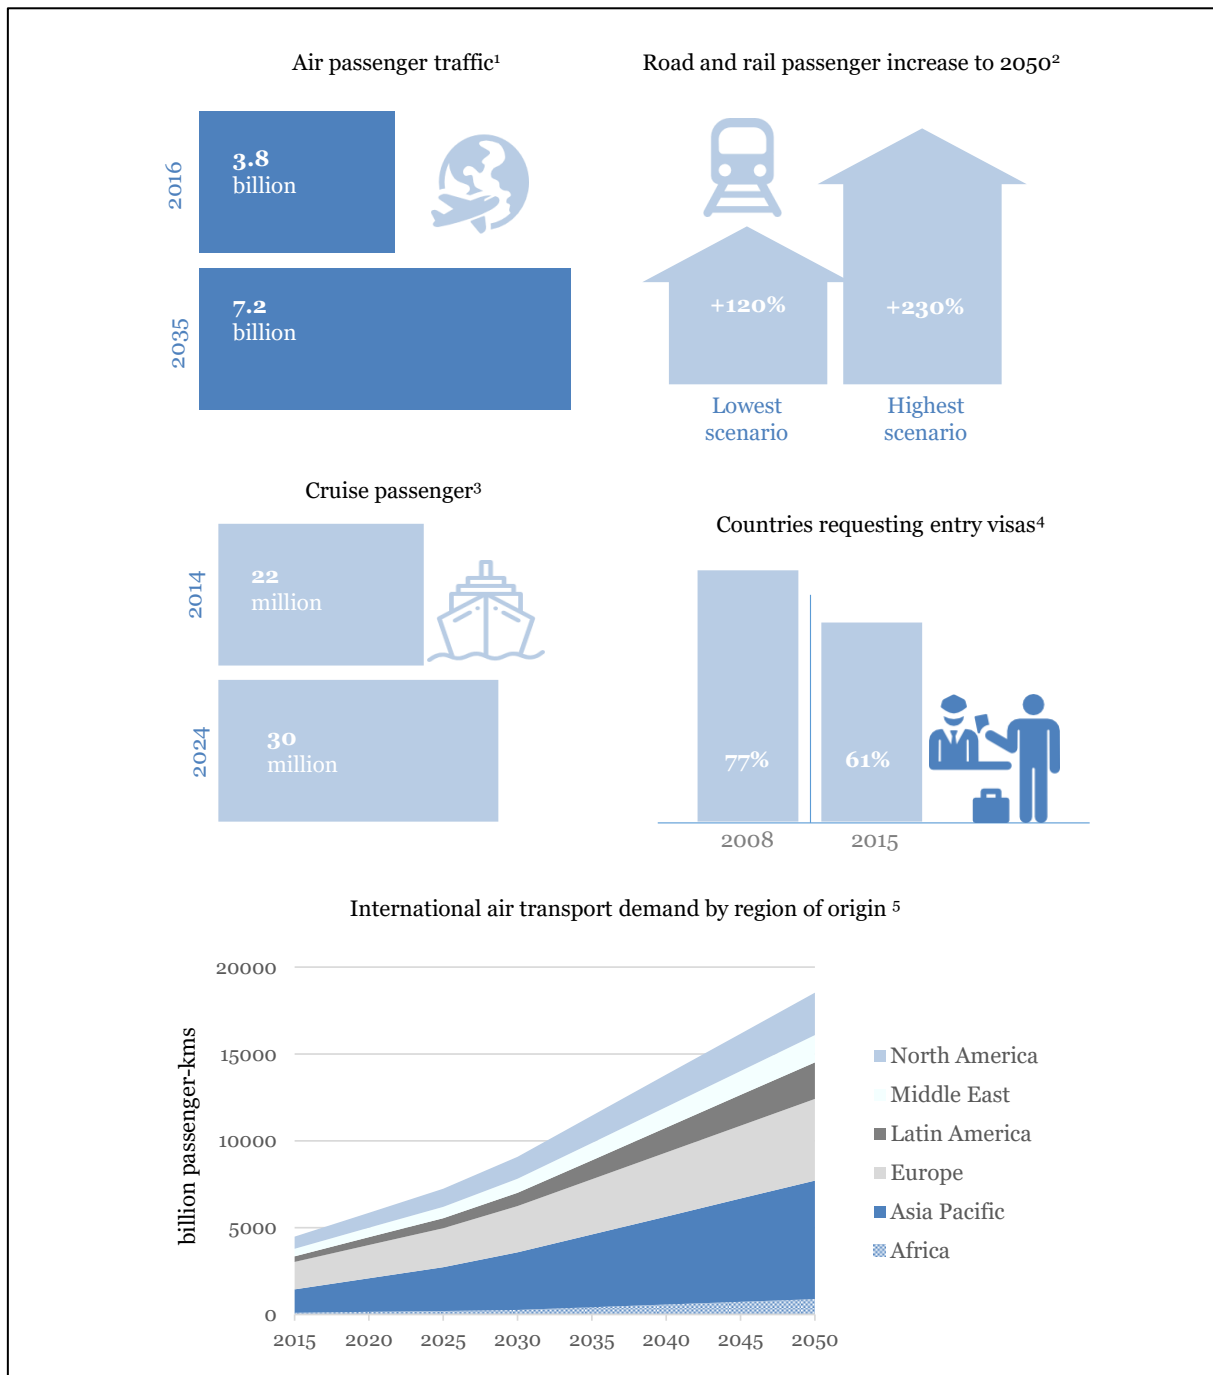 Air passenger traffic¹
2016
3.8
billion
2035
7.2
billion
Road and rail passenger increase to 2050²
+120%
+230%
Lowest
scenario
Highest
scenario
Cruise passenger³
2014
22
million
2024
30
million
Countries requesting entry visas⁴
77%
61%
2008
2015
International air transport demand by region of origin ⁵
billion passenger-kms
20000
15000
10000
5000
0
2015 2020 2025 2030 2035 2040 2045 2050
North America
Middle East
Latin America
Europe
Asia Pacific
Africa